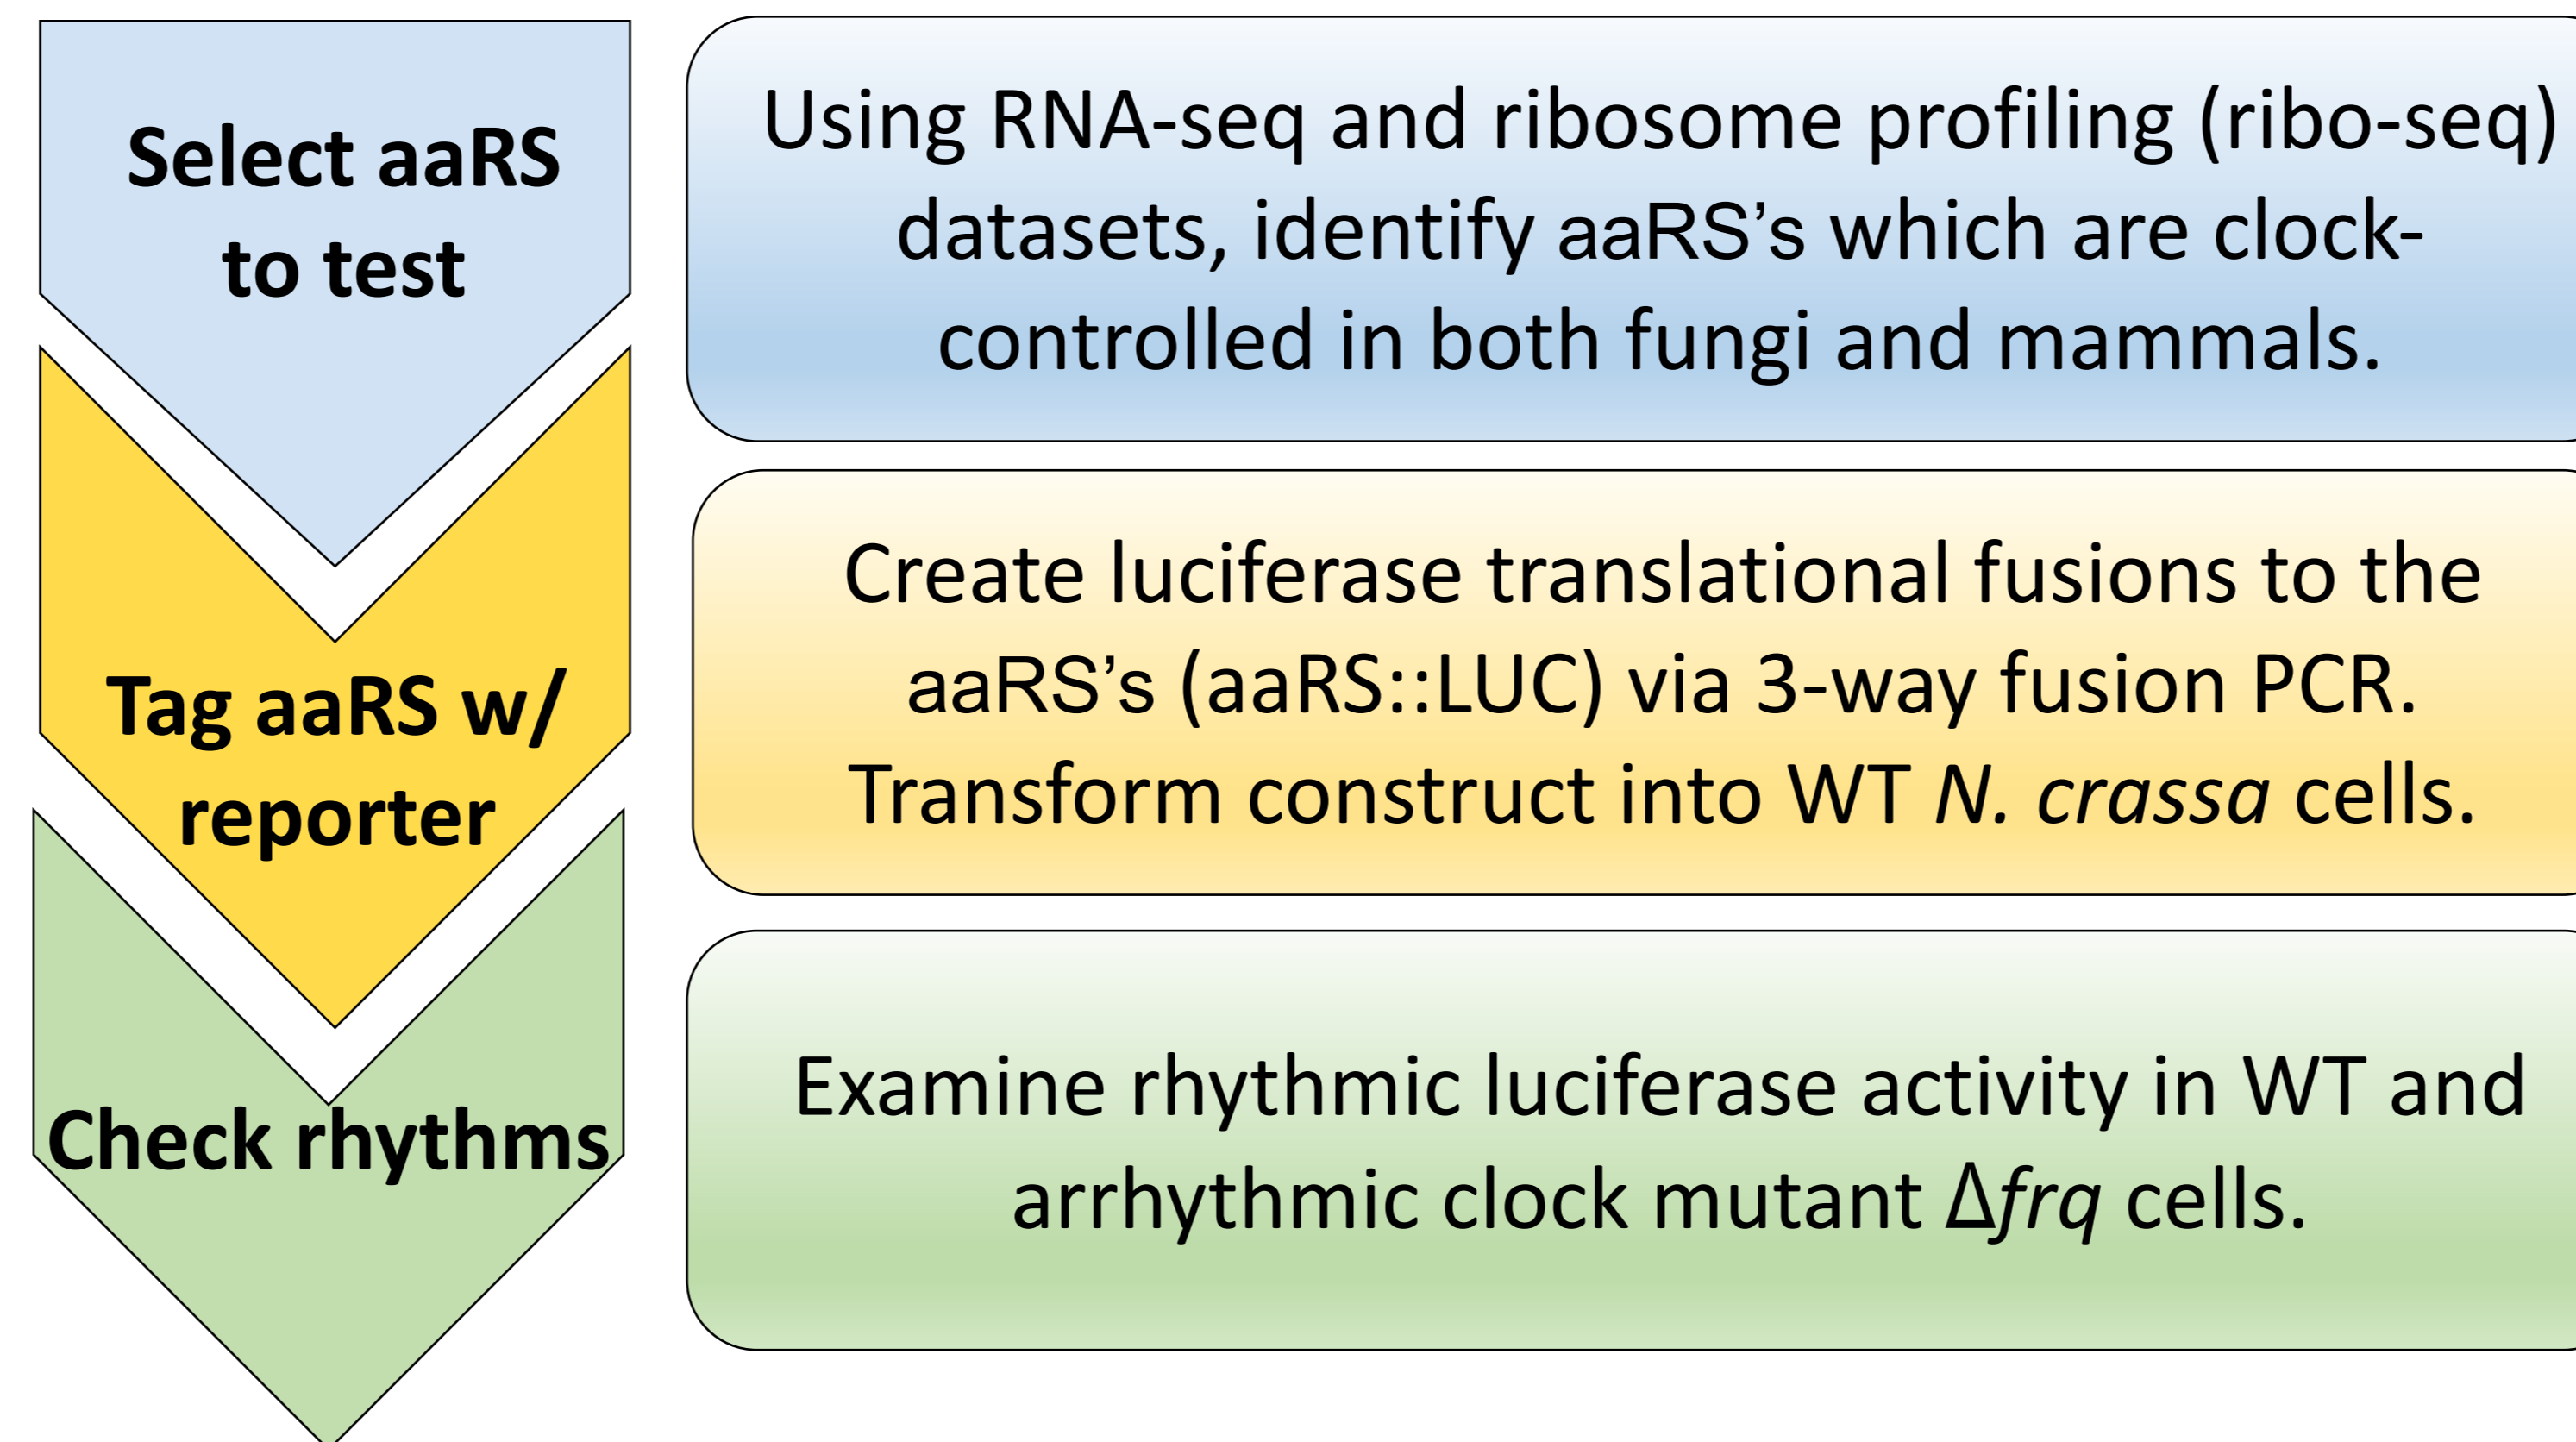 Select aaRS
to test
Using RNA-seq and ribosome profiling (ribo-seq)
datasets, identify aaRS’s which are clock-
controlled in both fungi and mammals.
Tag aaRS w/
reporter
Create luciferase translational fusions to the
aaRS’s (aaRS::LUC) via 3-way fusion PCR.
Transform construct into WT N. crassa cells.
Check rhythms
Examine rhythmic luciferase activity in WT and
arrhythmic clock mutant Δfrq cells.